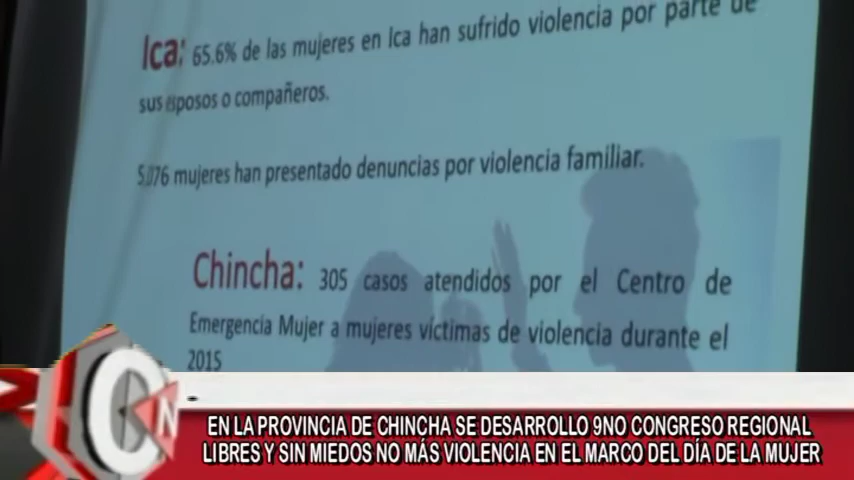 Ica: 65.6% de las mujeres en Ica han sufrido violencia por parte de
sus esposos o compañeros.
5,076 mujeres han presentado denuncias por violencia familiar.
Chincha: 305 casos atendidos por el Centro de
Emergencia Mujer a mujeres víctimas de violencia durante el
2015
CN
EN LA PROVINCIA DE CHINCHA SE DESARROLLO 9NO CONGRESO REGIONAL
LIBRES Y SIN MIEDOS NO MÁS VIOLENCIA EN EL MARCO DEL DÍA DE LA MUJER